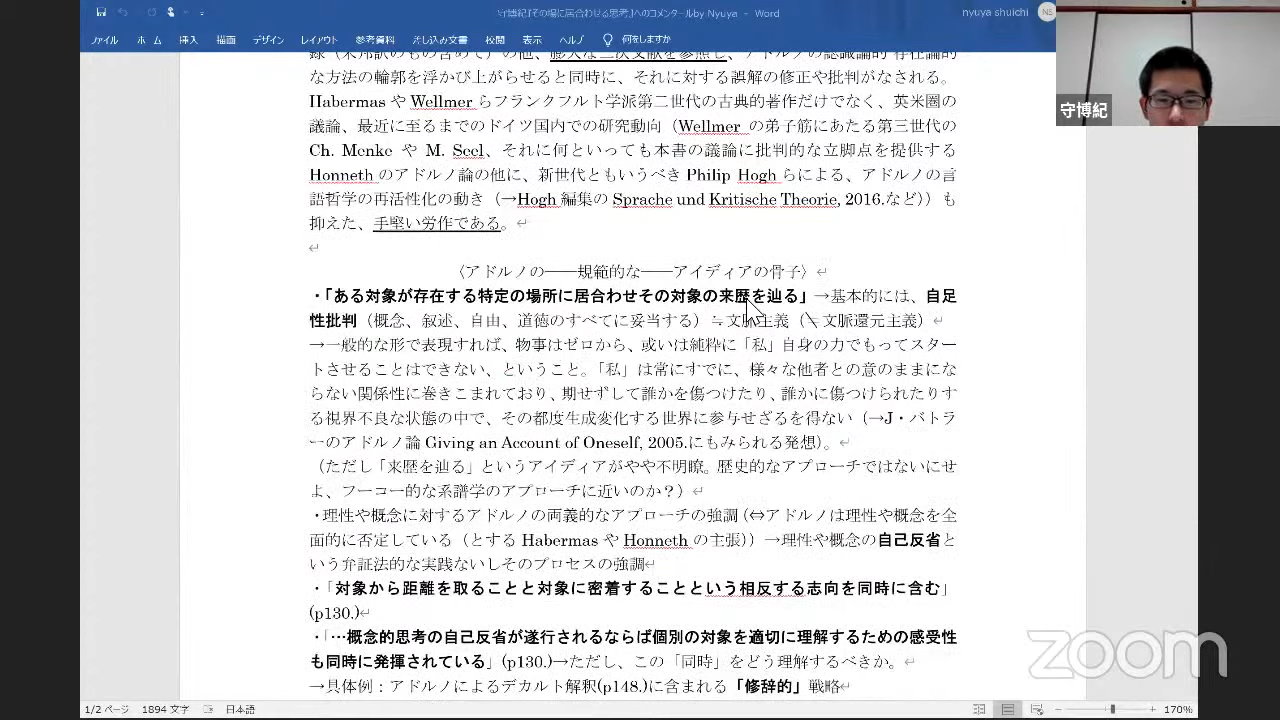 守博紀『その場に居合わせる思考』へのコメンタールby Nyuya - Word
nyuya shuichi
NS
ファイル ホーム 挿入 描画 デザイン レイアウト 参考資料 差し込み文書 校閲 表示 ヘルプ 何をしますか
守博紀
の他、膨大な二次文献を参照し、アドルノの認識論的・存在論的
な方法の輪郭を浮かび上がらせると同時に、それに対する誤解の修正や批判がなされる。
Habermas や Wellmer らフランクフルト学派第二世代の古典的著作だけでなく、英米圏の
議論、最近に至るまでのドイツ国内での研究動向（Wellmer の弟子筋にあたる第三世代の
Ch. Menke や M. Seel、それに何といっても本書の議論に批判的な立脚点を提供する
Honneth のアドルノ論の他に、新世代ともいうべき Philip Hogh らによる、アドルノの言
語哲学の再活性化の動き（→Hogh 編集の Sprache und Kritische Theorie, 2016.など））も
抑えた、手堅い労作である。
〈アドルノの――規範的な――アイディアの骨子〉
・「ある対象が存在する特定の場所に居合わせその対象の来歴を辿る」→基本的には、自足
性批判（概念、叙述、自由、道徳のすべてに妥当する）≒文脈主義（≒文脈還元主義）
→一般的な形で表現すれば、物事はゼロから、或いは純粋に「私」自身の力でもってスター
トさせることはできない、ということ。「私」は常にすでに、様々な他者との意のままにな
らない関係性に巻きこまれており、期せずして誰かを傷つけたり、誰かに傷つけられたりす
る視界不良な状態の中で、その都度生成変化する世界に参与せざるを得ない（→J・バトラ
ーのアドルノ論 Giving an Account of Oneself, 2005.にもみられる発想）。
（ただし「来歴を辿る」というアイディアがやや不明瞭。歴史的なアプローチではないにせ
よ、フーコー的な系譜学のアプローチに近いのか？）
・理性や概念に対するアドルノの両義的なアプローチの強調（↔アドルノは理性や概念を全
面的に否定している（とする Habermas や Honneth の主張））→理性や概念の自己反省と
いう弁証法的な実践ないしそのプロセスの強調
・「対象から距離を取ることと対象に密着することという相反する志向を同時に含む」
(p130.)
・「…概念的思考の自己反省が遂行されるならば個別の対象を適切に理解するための感受性
も同時に発揮されている」(p130.)→ただし、この「同時」をどう理解するべきか。
→具体例：アドルノによるデカルト解釈(p148.)に含まれる「修辞的」戦略
zoom
1/2 ページ 1894 文字 日本語 170%